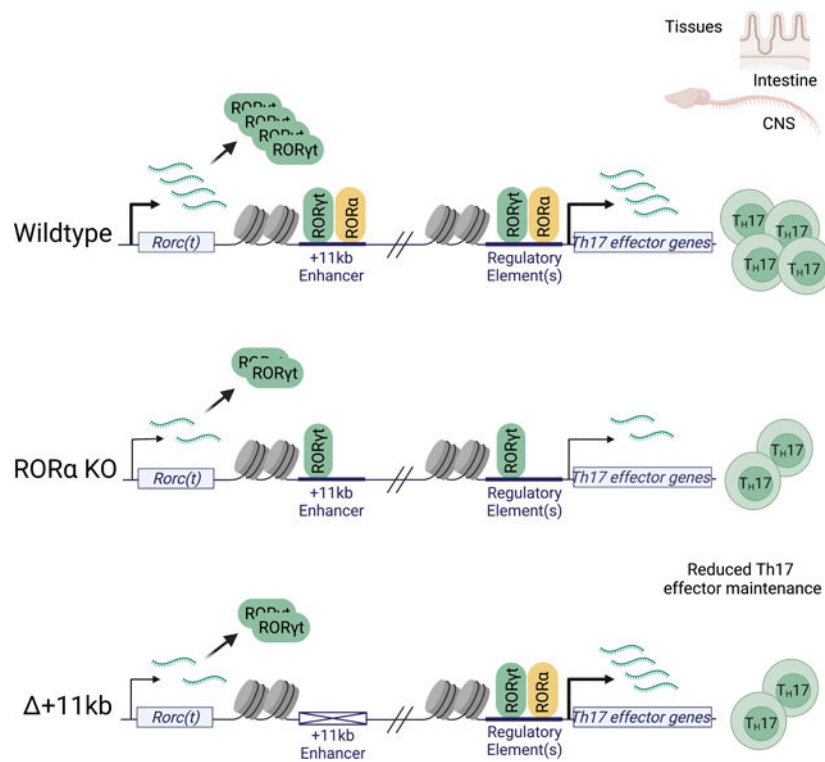 Tissues
Intestine
CNS
RORγt
RORγt
RORγt
RORγt
Wildtype
Rorc(t)
RORγt
RORα
+11kb
Enhancer
RORγt
RORα
Regulatory
Element(s)
Th17 effector genes
TH17
TH17
TH17
TH17
RORγt
RORγt
RORα KO
Rorc(t)
RORγt
+11kb
Enhancer
RORγt
Regulatory
Element(s)
Th17 effector genes
TH17
TH17
Reduced Th17
effector maintenance
RORγt
RORγt
Δ+11kb
Rorc(t)
+11kb
Enhancer
RORγt
RORα
Regulatory
Element(s)
Th17 effector genes
TH17
TH17